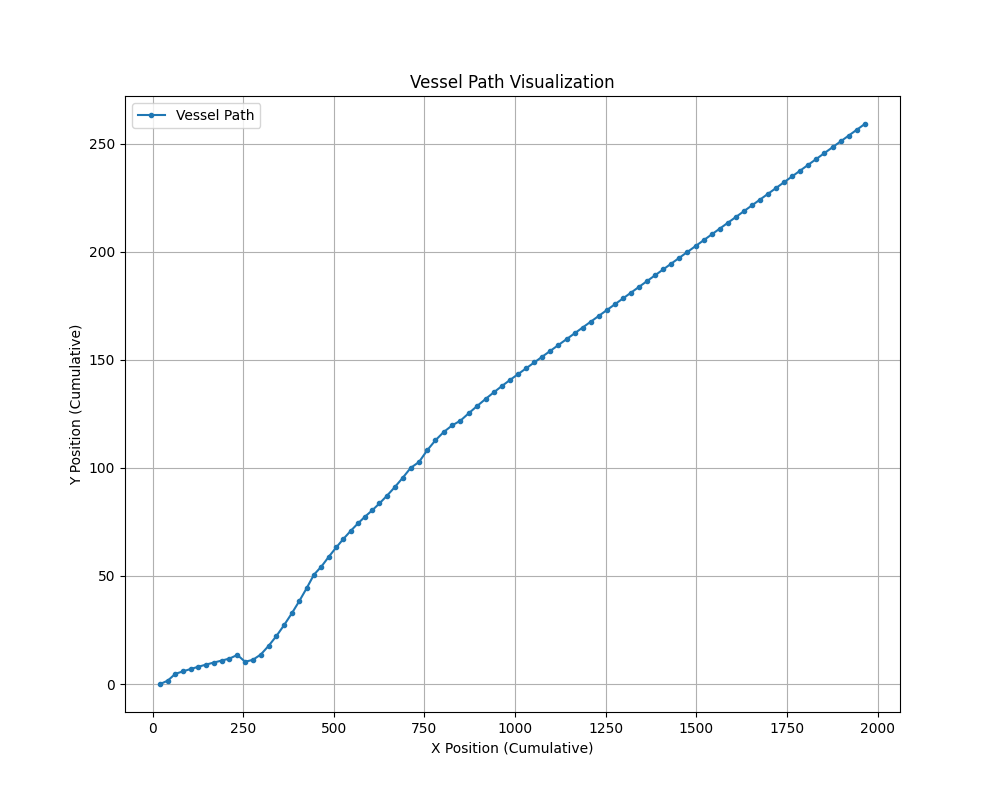 Vessel Path Visualization
Vessel Path
Y Position (Cumulative)
250
200
150
100
50
0
0 250 500 750 1000 1250 1500 1750 2000
X Position (Cumulative)